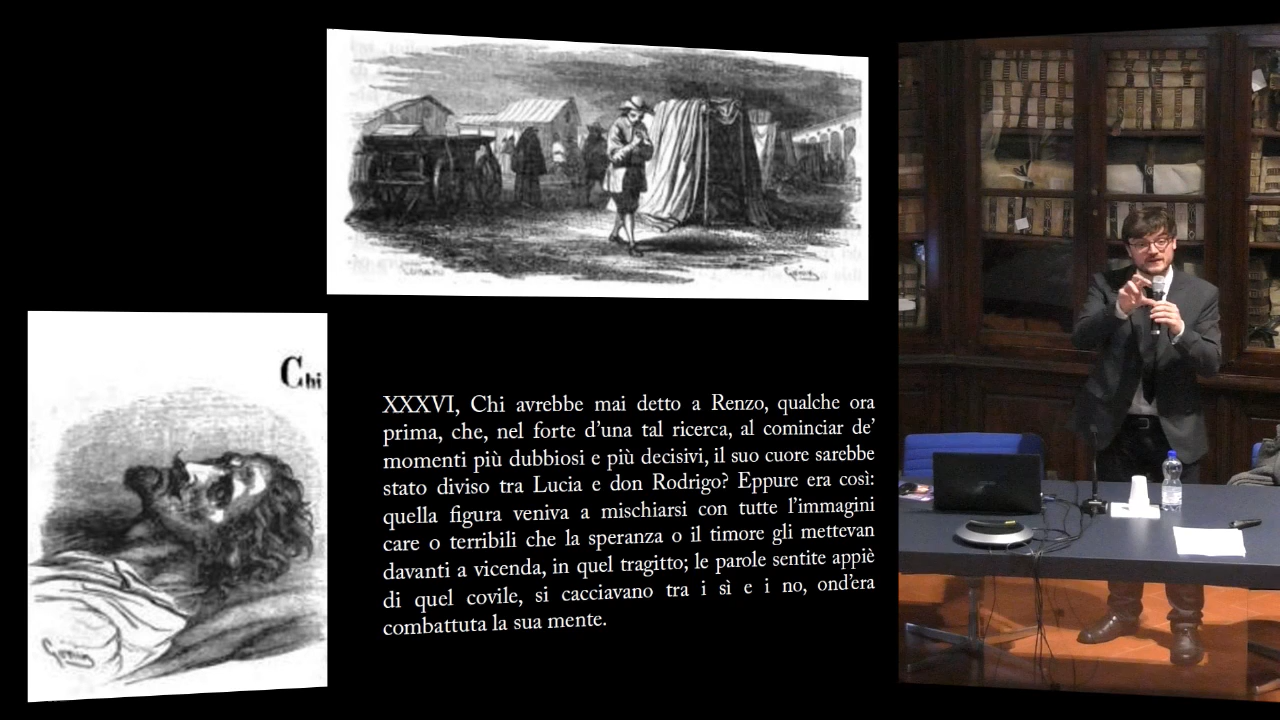 Chi
XXXVI, Chi avrebbe mai detto a Renzo, qualche ora
prima, che, nel forte d’una tal ricerca, al cominciar de’
momenti più dubbiosi e più decisivi, il suo cuore sarebbe
stato diviso tra Lucia e don Rodrigo? Eppure era così:
quella figura veniva a mischiarsi con tutte l’immagini
care o terribili che la speranza o il timore gli mettevan
davanti a vicenda, in quel tragitto; le parole sentite appiè
di quel covile, si cacciavano tra i sì e i no, ond’era
combattuta la sua mente.